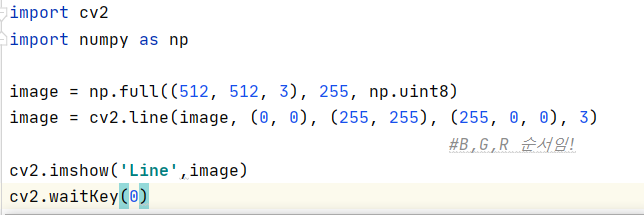 import cv2
import numpy as np
image = np.full((512, 512, 3), 255, np.uint8)
image = cv2.line(image, (0, 0), (255, 255), (255, 0, 0), 3)
#B,G,R 순서임!
cv2.imshow('Line',image)
cv2.waitKey(0)